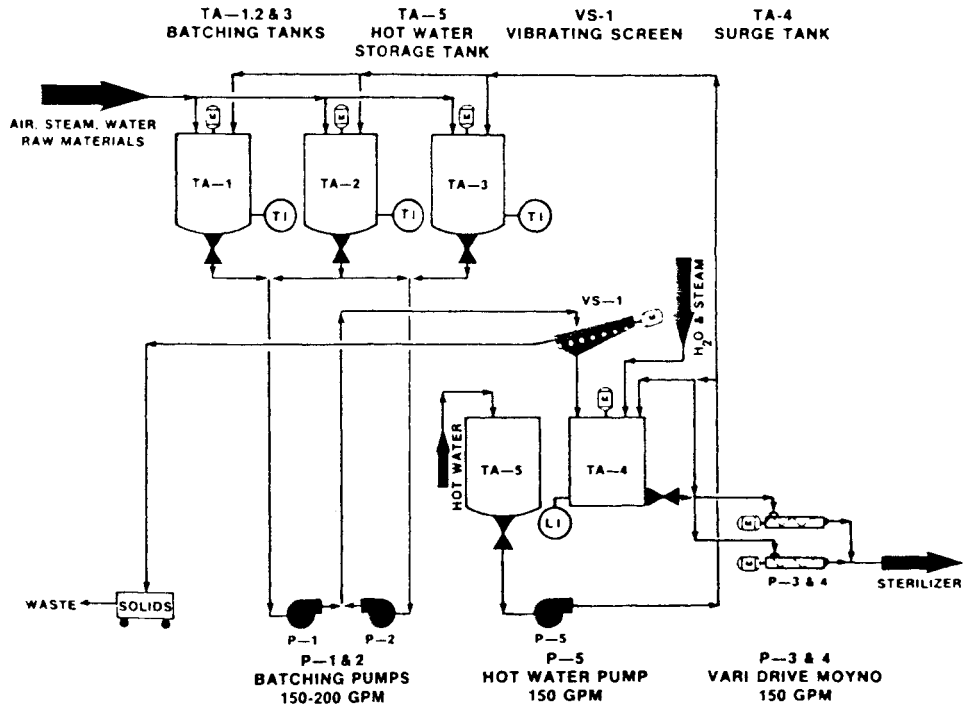 TA—1,2 & 3
BATCHING TANKS
TA—5
HOT WATER
STORAGE TANK
VS-1
VIBRATING SCREEN
TA-4
SURGE TANK
AIR, STEAM, WATER
RAW MATERIALS
M
M
M
TA—1
TA—2
TA—3
TI
TI
TI
VS—1
M
H2O & STEAM
M
HOT WATER
TA—5
TA—4
LI
M
M
P—3 & 4
STERILIZER
WASTE
SOLIDS
P—1
P—2
P—5
P—1 & 2
BATCHING PUMPS
150-200 GPM
P—5
HOT WATER PUMP
150 GPM
P—3 & 4
VARI DRIVE MOYNO
150 GPM